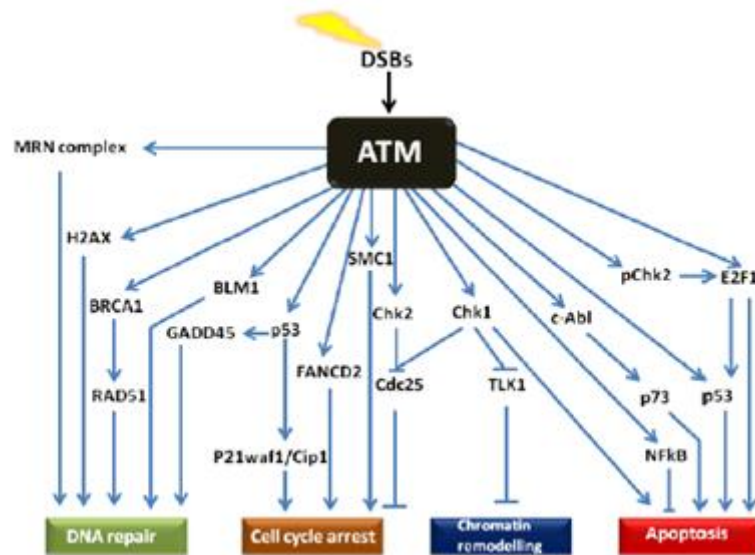 DSBs
ATM
MRN complex
H2AX
SMC1
pChk2
E2F1
BRCA1
BLM1
Chk2
Chk1
c-Abl
GADD45
p53
FANCD2
Cdc25
TLK1
RAD51
p73
p53
P21waf1/Cip1
NFkB
DNA repair
Cell cycle arrest
Chromatin
remodelling
Apoptosis